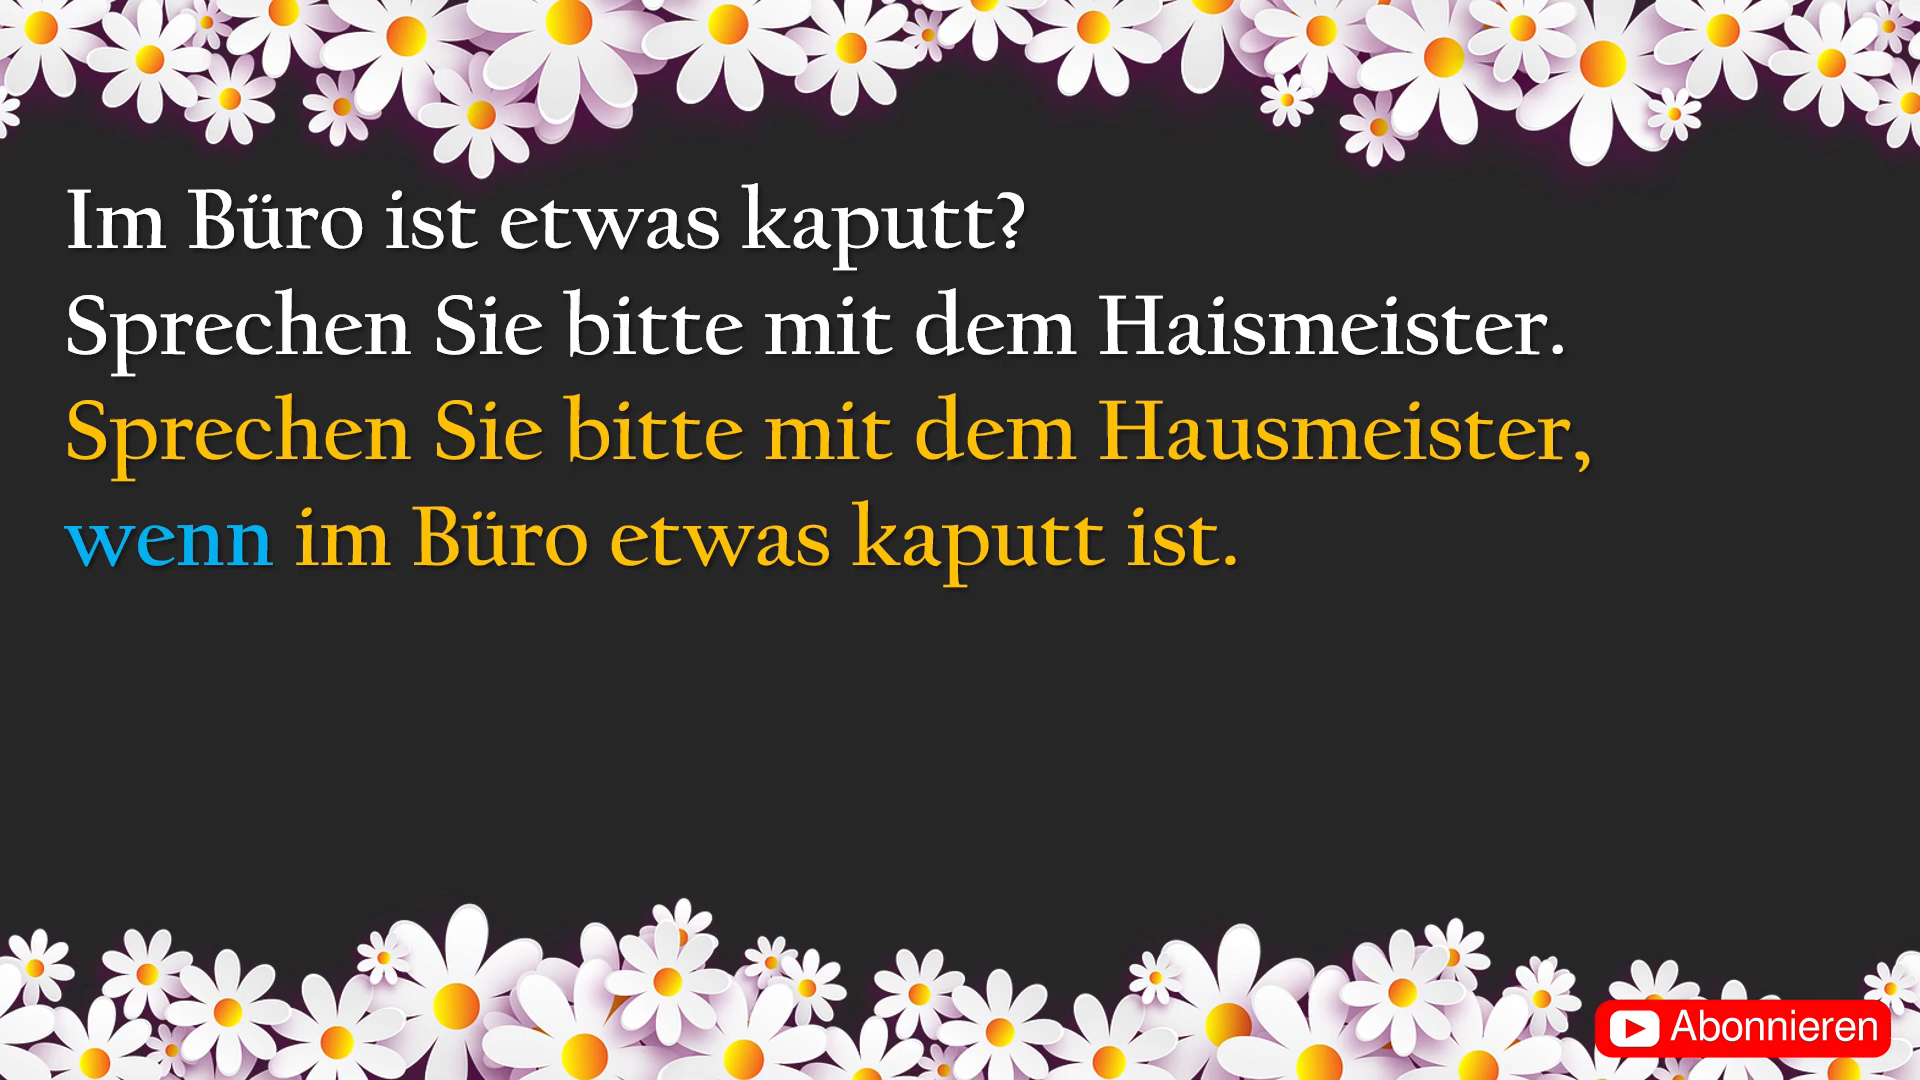 Im Büro ist etwas kaputt?
Sprechen Sie bitte mit dem Haismeister.
Sprechen Sie bitte mit dem Hausmeister,
wenn im Büro etwas kaputt ist.
Abonnieren